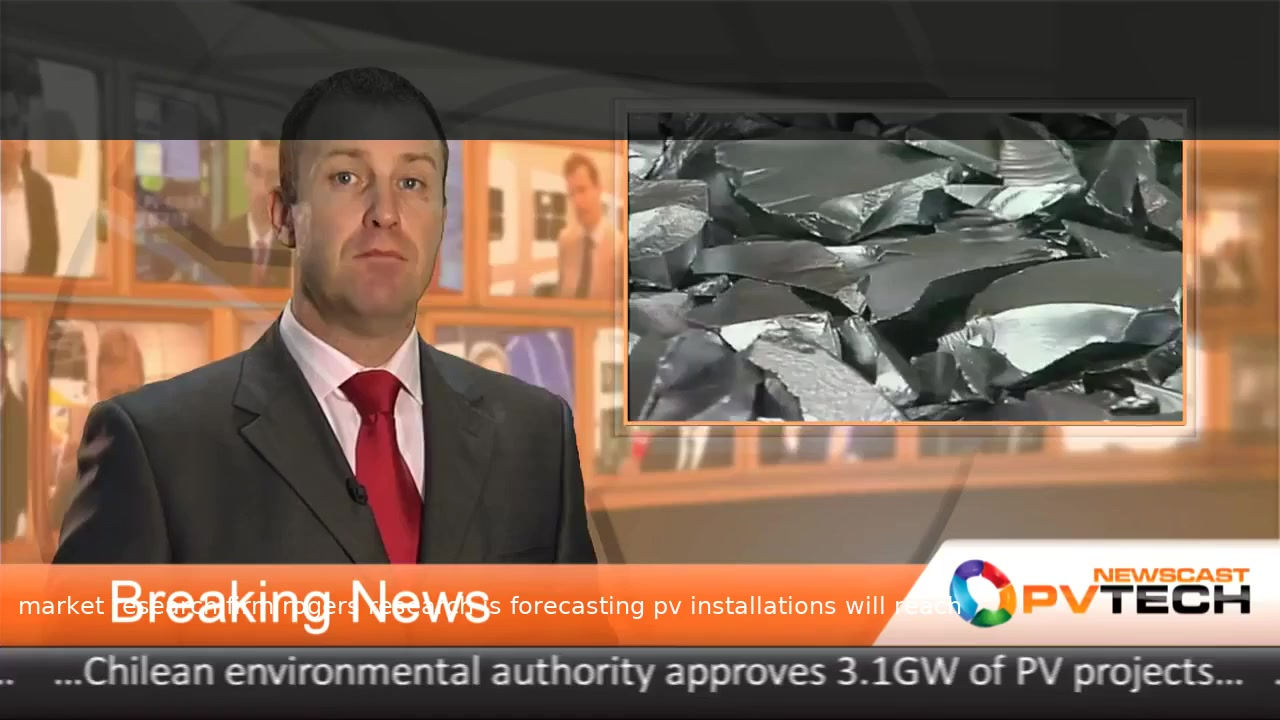 Breaking News
market research firm rogers research is forecasting pv installations will reach
NEWSCAST
PVTECH
... ...Chilean environmental authority approves 3.1GW of PV projects...